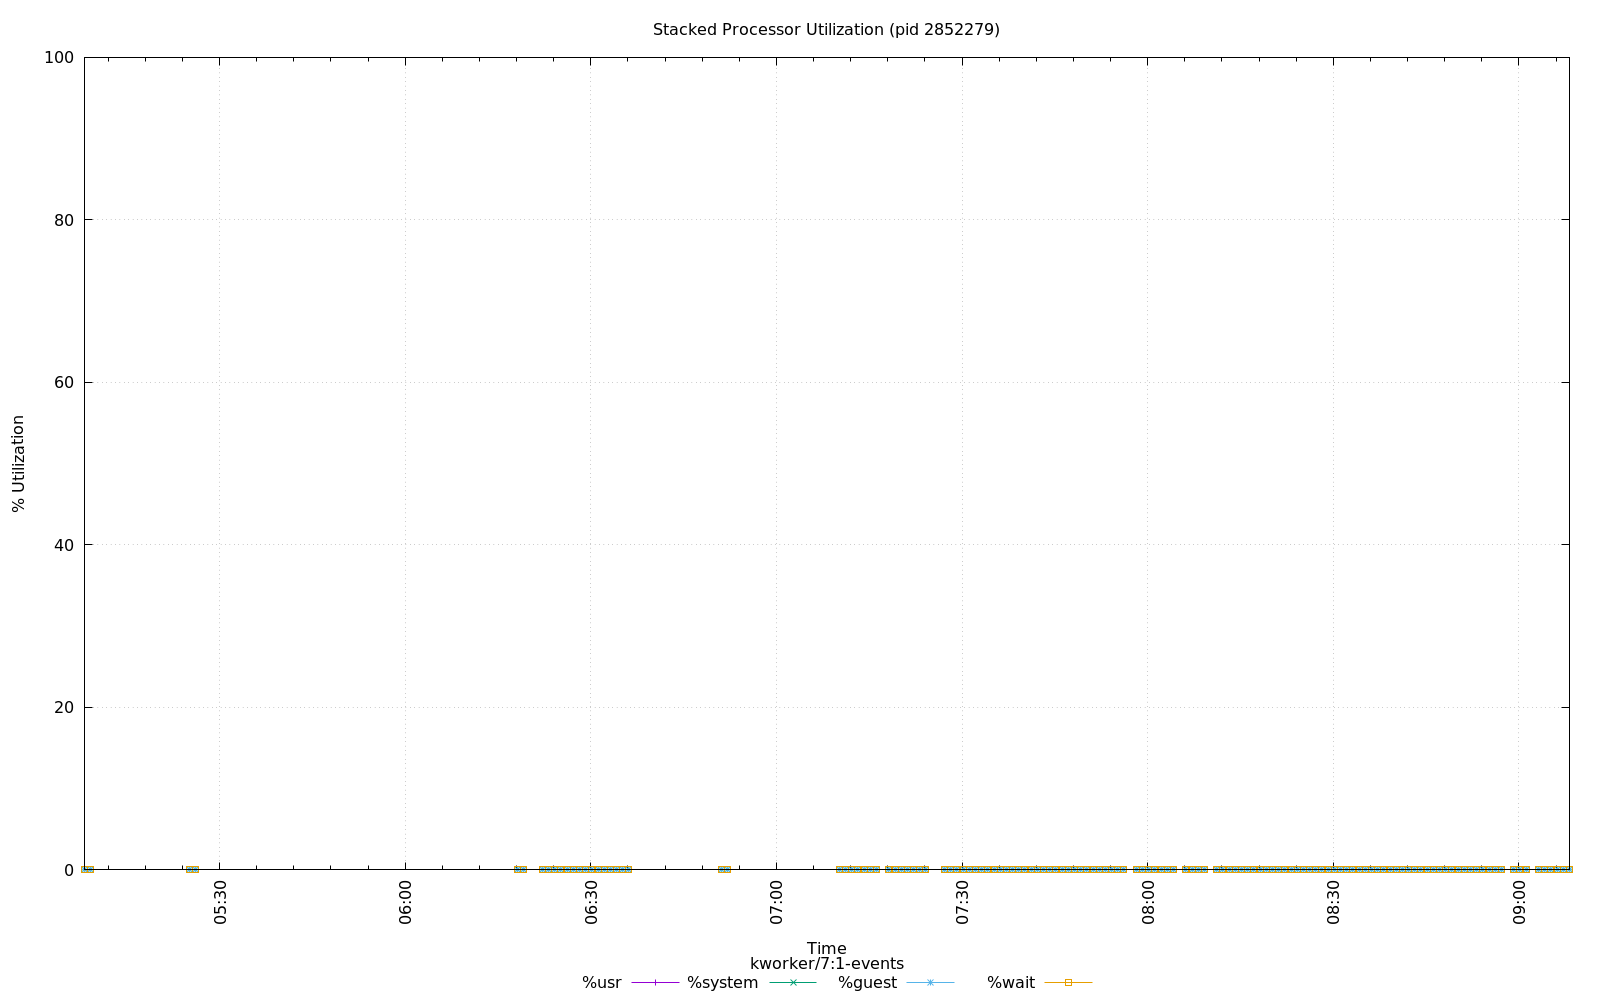 Stacked Processor Utilization (pid 2852279)
100
80
60
40
20
0
% Utilization
05:30
06:00
06:30
07:00
07:30
08:00
08:30
09:00
Time
kworker/7:1-events
%usr %system %guest %wait